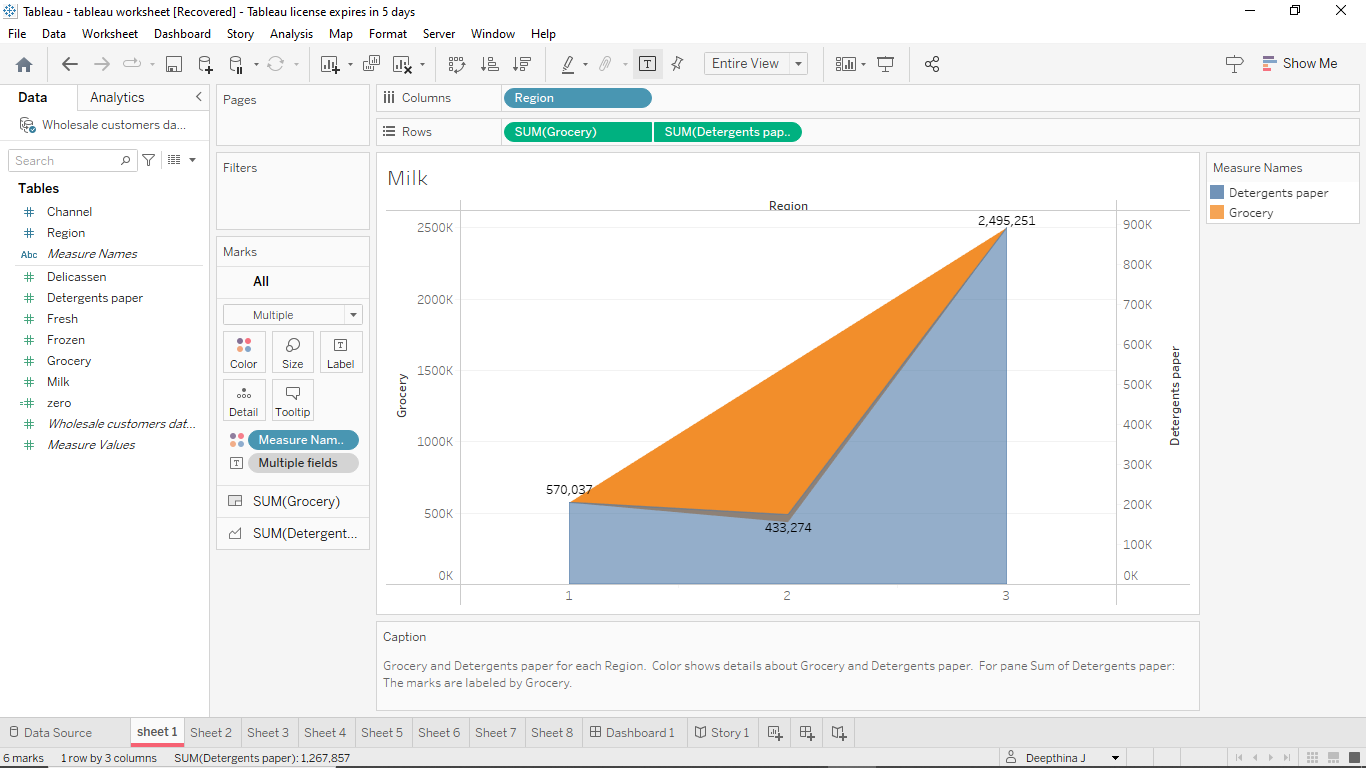 Tableau - tableau worksheet [Recovered] - Tableau license expires in 5 days
File Data Worksheet Dashboard Story Analysis Map Format Server Window Help
Entire View
Show Me
Data Analytics
Wholesale customers da...
Search
Tables
Channel
Region
Abc Measure Names
Delicassen
Detergents paper
Fresh
Frozen
Grocery
Milk
zero
Wholesale customers dat...
Measure Values
Pages
Filters
Marks
All
Multiple
Color Size Label
Detail Tooltip
Measure Nam..
Multiple fields
SUM(Grocery)
SUM(Detergent...
Columns Region
Rows SUM(Grocery) SUM(Detergents pap..
Milk
Region
2500K
2000K
1500K
1000K
500K
0K
Grocery
570,037
433,274
2,495,251
1 2 3
900K
800K
700K
600K
500K
400K
300K
200K
100K
0K
Detergents paper
Measure Names
Detergents paper
Grocery
Caption
Grocery and Detergents paper for each Region. Color shows details about Grocery and Detergents paper. For pane Sum of Detergents paper:
The marks are labeled by Grocery.
Data Source sheet 1 Sheet 2 Sheet 3 Sheet 4 Sheet 5 Sheet 6 Sheet 7 Sheet 8 Dashboard 1 Story 1
6 marks 1 row by 3 columns SUM(Detergents paper): 1,267,857 Deepthina J